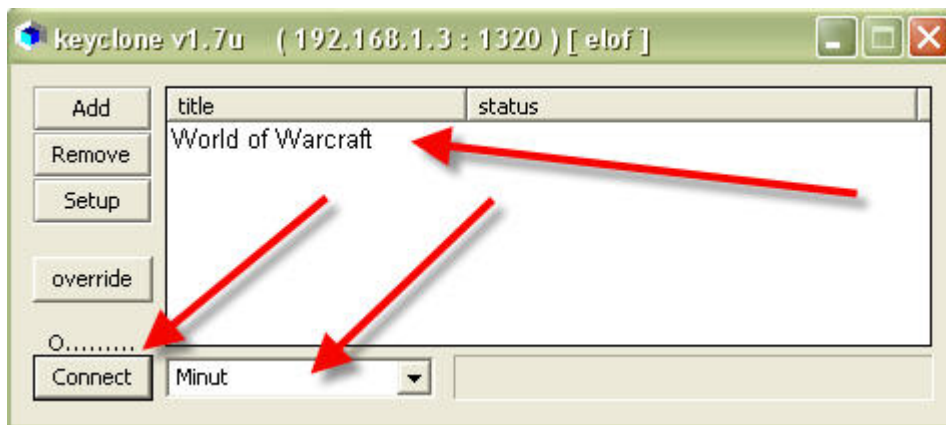 keyclone v1.7u ( 192.168.1.3 : 1320 ) [ elof ]
Add
title status
World of Warcraft
Remove
Setup
override
O.........
Connect Minut